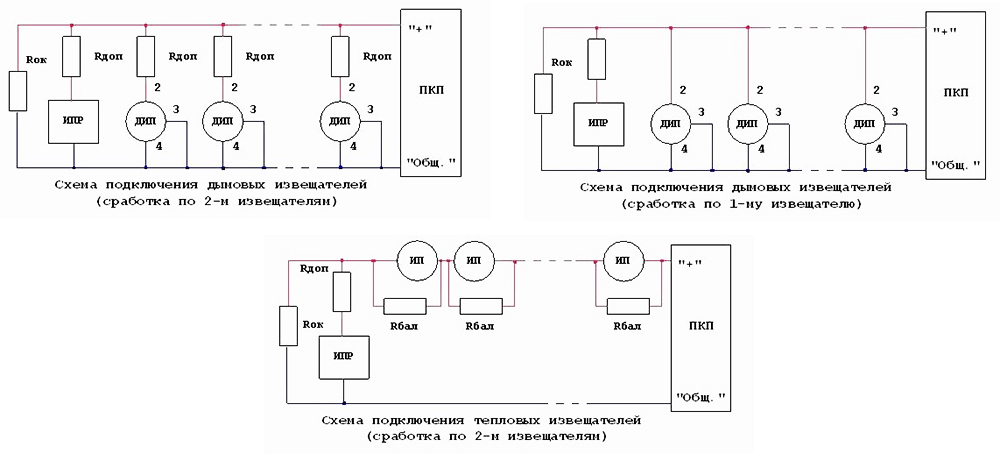 "+"
Rок
Rдоп
Rдоп
Rдоп
Rдоп
ПКП
2
2
2
3
3
3
ИПР
ДИП
ДИП
ДИП
4
4
4
"Общ."
Схема подключения дымовых извещателей
(сработка по 2-м извещателям)
"+"
Rок
Rдоп
ПКП
2
2
2
3
3
3
ИПР
ДИП
ДИП
ДИП
4
4
4
"Общ."
Схема подключения дымовых извещателей
(сработка по 1-му извещателю)
ИП
ИП
ИП
"+"
Rдоп
Rок
Rбал
Rбал
Rбал
ПКП
ИПР
"Общ."
Схема подключения тепловых извещателей
(сработка по 2-м извещателям)